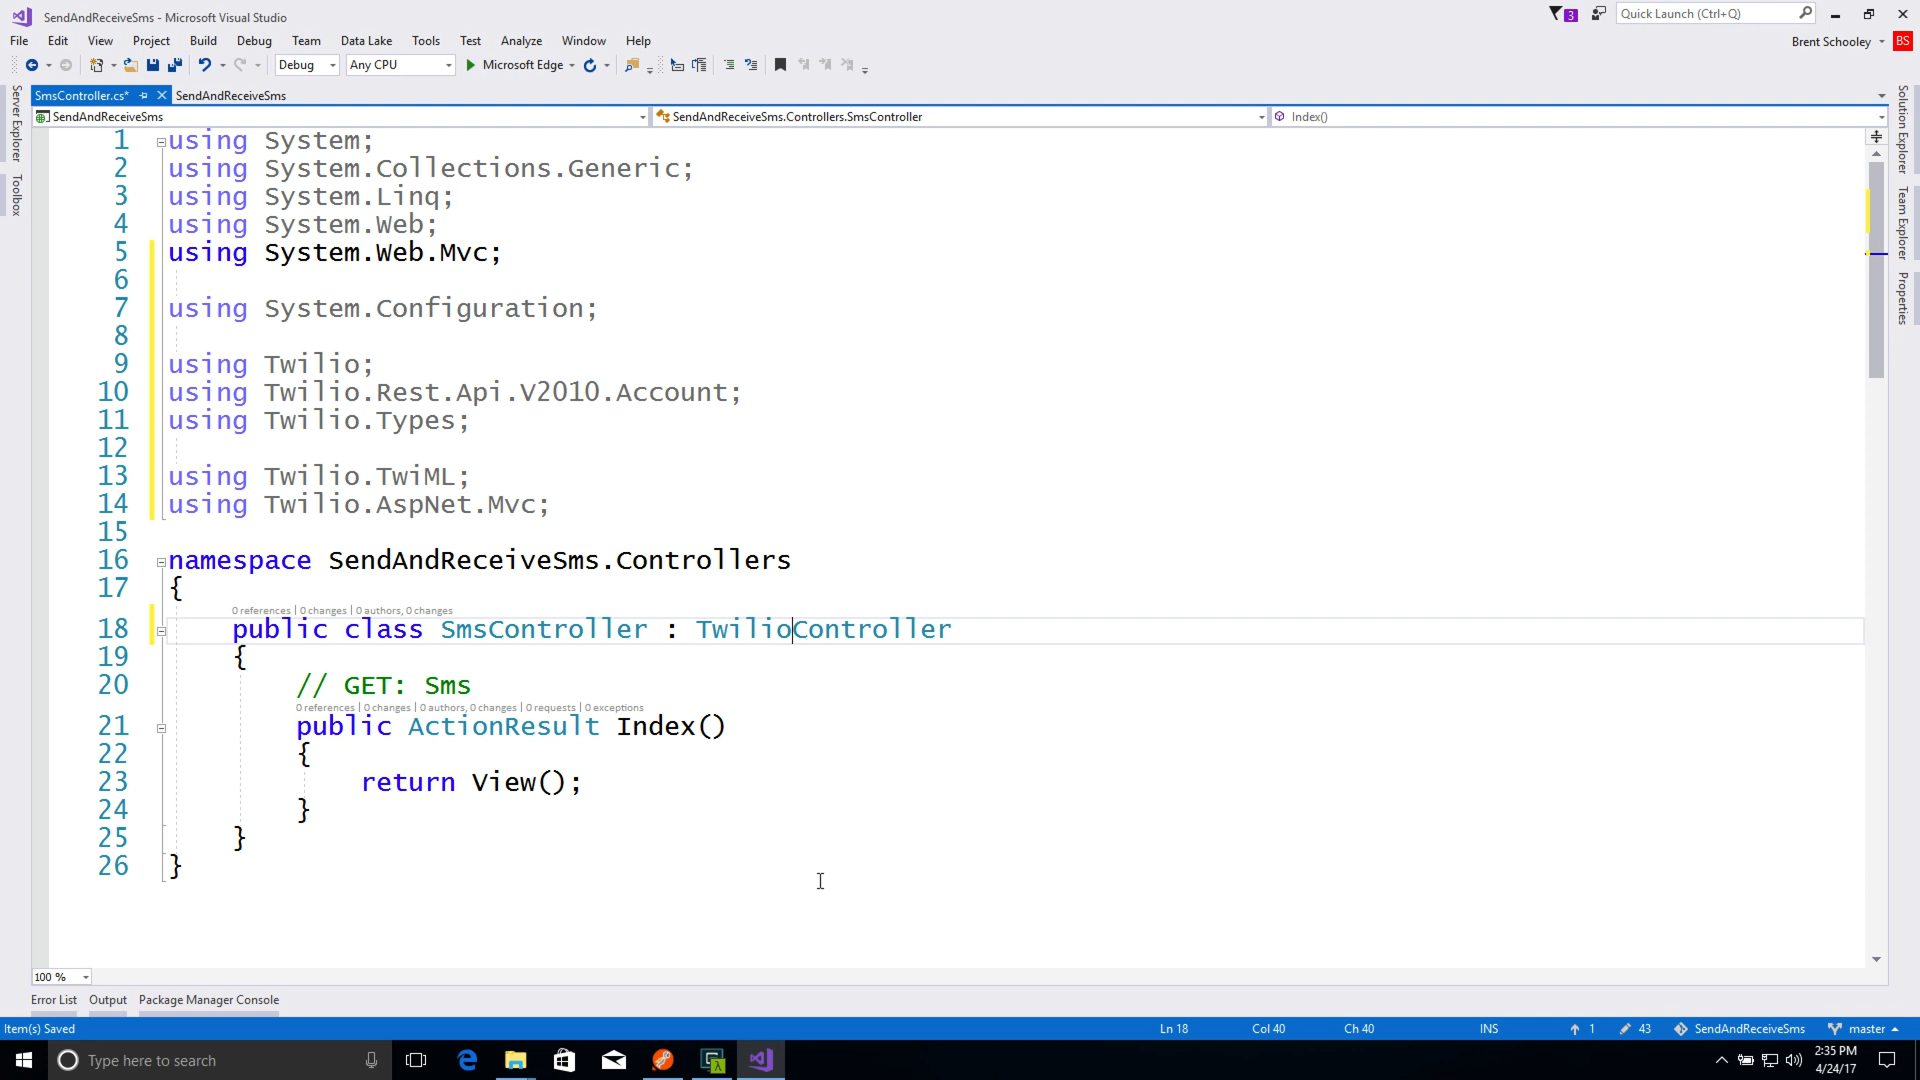 SendAndReceiveSms - Microsoft Visual Studio
3
Quick Launch (Ctrl+Q)
File Edit View Project Build Debug Team Data Lake Tools Test Analyze Window Help
Brent Schooley BS
Debug Any CPU Microsoft Edge
Server Explorer
Toolbox
SmsController.cs* SendAndReceiveSms
SendAndReceiveSms SendAndReceiveSms.Controllers.SmsController Index()
Solution Explorer
Team Explorer
Properties
1 using System;
2 using System.Collections.Generic;
3 using System.Linq;
4 using System.Web;
5 using System.Web.Mvc;
6
7 using System.Configuration;
8
9 using Twilio;
10 using Twilio.Rest.Api.V2010.Account;
11 using Twilio.Types;
12
13 using Twilio.TwiML;
14 using Twilio.AspNet.Mvc;
15
16 namespace SendAndReceiveSms.Controllers
17 {
0 references | 0 changes | 0 authors, 0 changes
18 public class SmsController : TwilioController
19 {
20 // GET: Sms
0 references | 0 changes | 0 authors, 0 changes | 0 requests | 0 exceptions
21 public ActionResult Index()
22 {
23 return View();
24 }
25 }
26 }
100 %
Error List Output Package Manager Console
Item(s) Saved Ln 18 Col 40 Ch 40 INS 1 43 SendAndReceiveSms master
Type here to search
2:35 PM
4/24/17